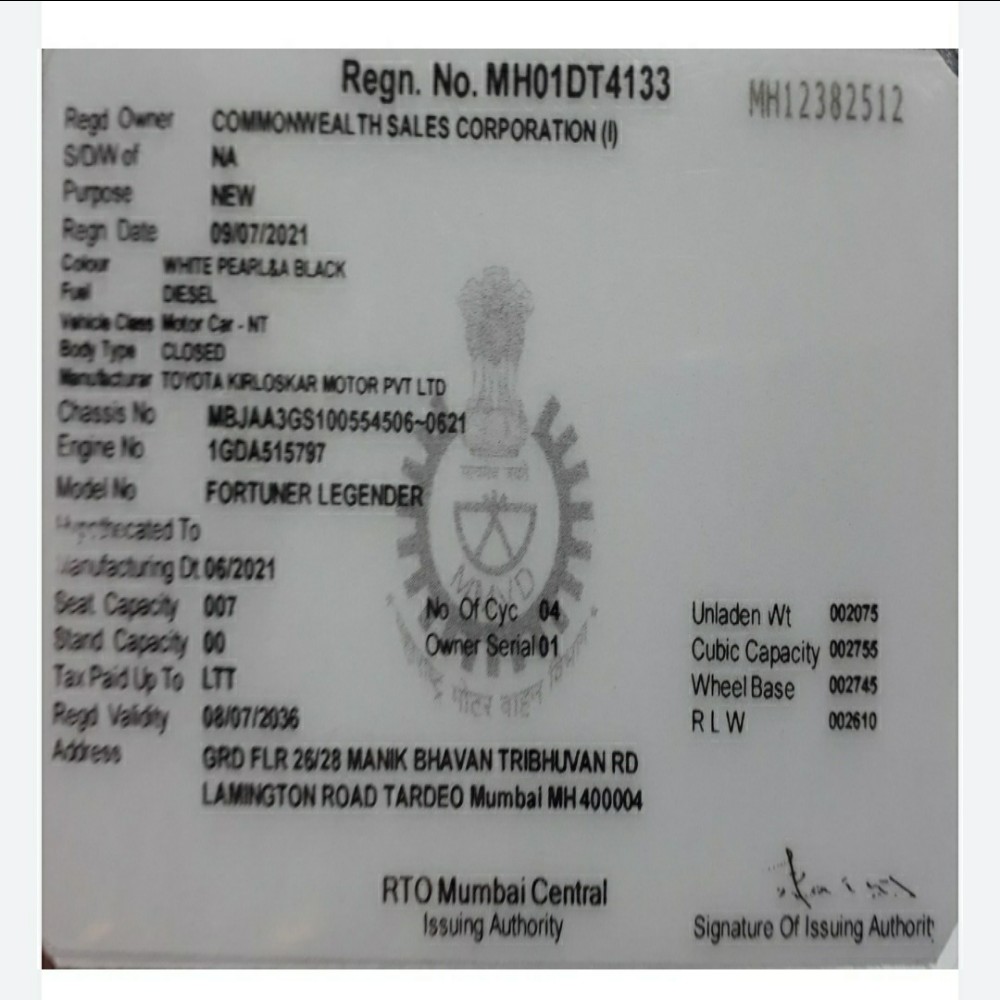 Regn. No. MH01DT4133
MH12382512
Regd Owner COMMONWEALTH SALES CORPORATION (I)
S/D/W of NA
Purpose NEW
Regn Date 09/07/2021
Colour WHITE PEARL&A BLACK
Fuel DIESEL
Vehicle Class Motor Car - NT
Body Type CLOSED
Manufacturar TOYOTA KIRLOSKAR MOTOR PVT LTD
Chassis No MBJAA3GS100554506~0621
Engine No 1GDA515797
Model No FORTUNER LEGENDER
Hypothecated To
Manufacturing Dt 06/2021
Seat Capacity 007 No Of Cyc 04 Unladen Wt 002075
Stand Capacity 00 Owner Serial 01 Cubic Capacity 002755
Tax Paid Up To LTT Wheel Base 002745
Regd Validity 08/07/2036 R L W 002610
Address GRD FLR 26/28 MANIK BHAVAN TRIBHUVAN RD
LAMINGTON ROAD TARDEO Mumbai MH 400004
मोटर वाहन विभाग
RTO Mumbai Central
Issuing Authority
Signature Of Issuing Authorit